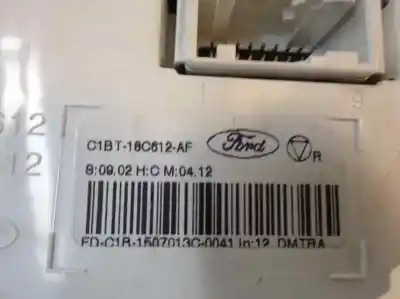 C1BT-18C612-AF Ford R
S:09.02 H:C M:04.12
FD-C1B-1507013C-0041 In:12 DMTRA
612
12